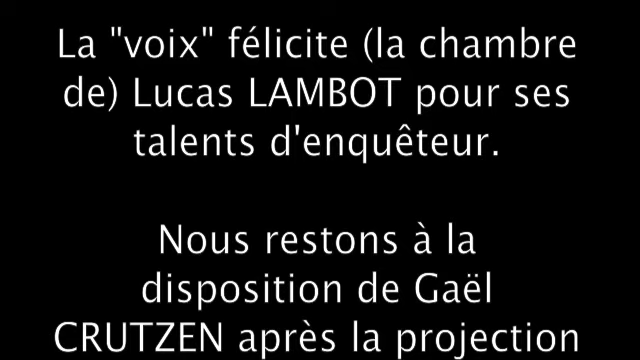 La "voix" félicite (la chambre
de) Lucas LAMBOT pour ses
talents d'enquêteur.
Nous restons à la
disposition de Gaël
CRUTZEN après la projection